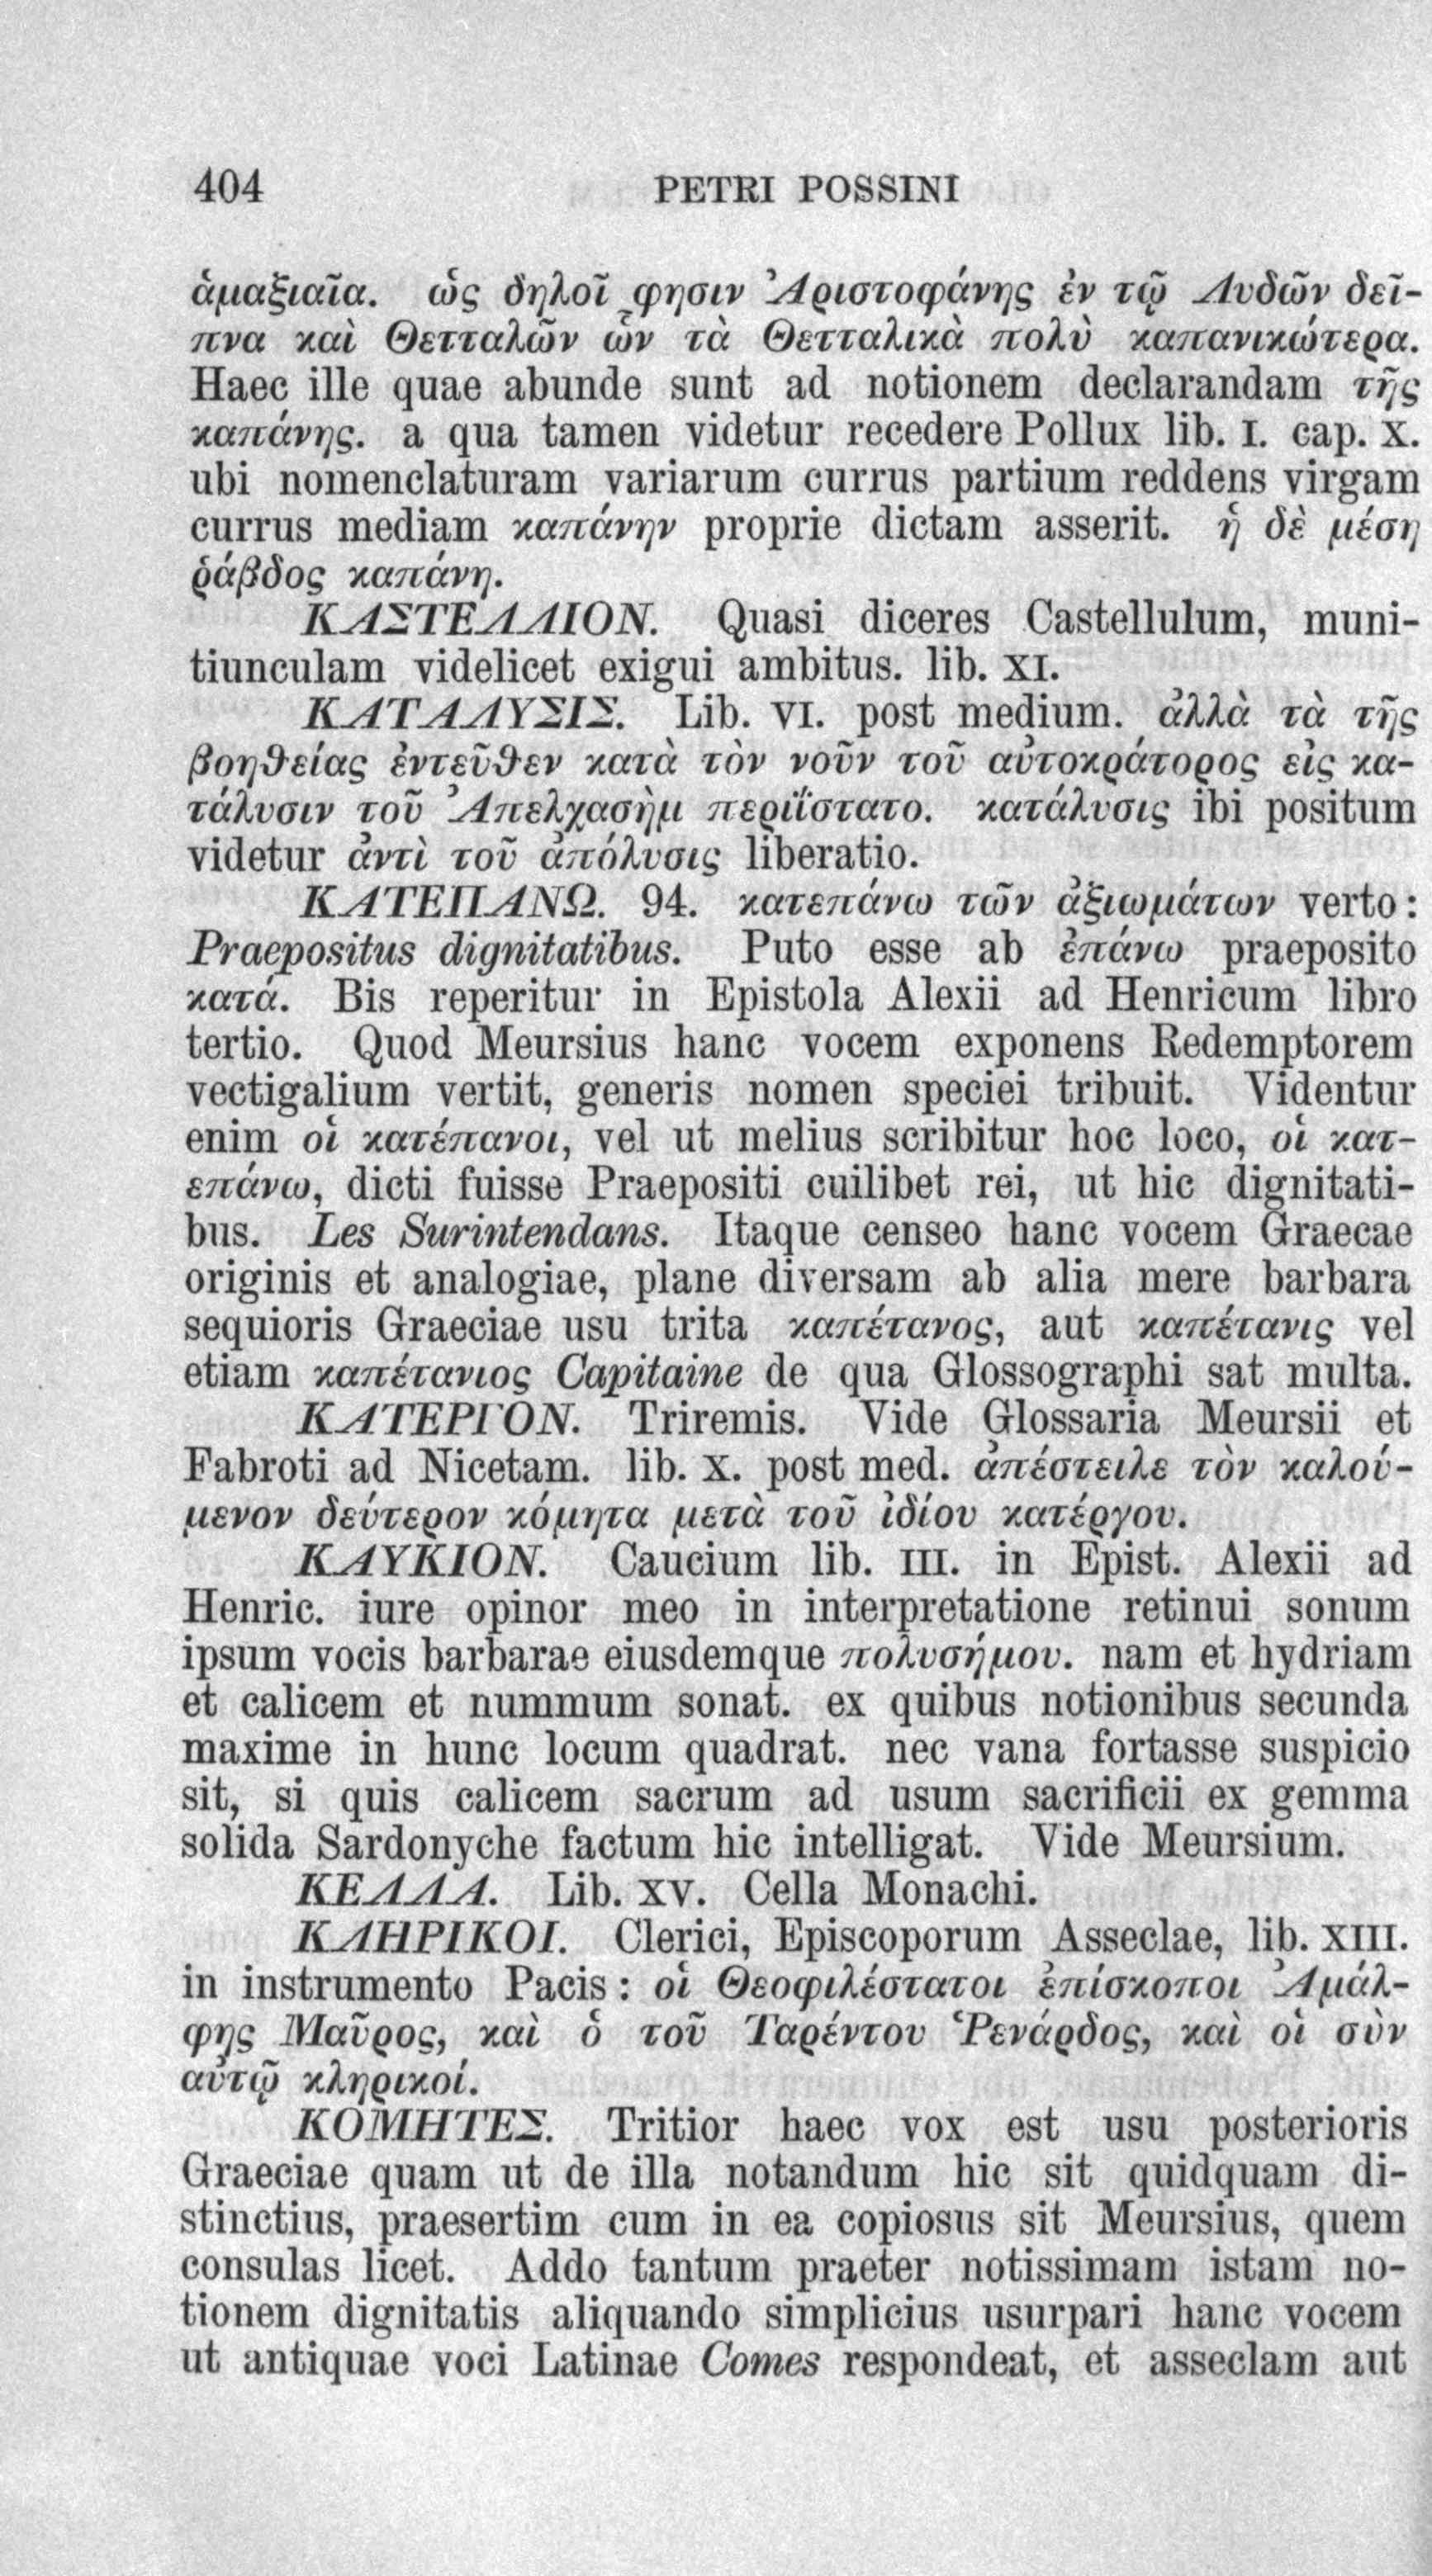 404 PETRI POSSINI
ἁμαξιαῖα. ὡς δηλοῖ φησιν Ἀριστοφάνης ἐν τῷ Λυδῶν δεῖ-
πνα καὶ Θετταλῶν ὧν τὰ Θετταλικὰ πολὺ καπανικώτερα.
Haec ille quae abunde sunt ad notionem declarandam τῆς
καπάνης. a qua tamen videtur recedere Pollux lib. I. cap. X.
ubi nomenclaturam variarum currus partium reddens virgam
currus mediam καπάνην proprie dictam asserit. ἡ δὲ μέση
ῥάβδος καπάνη.
ΚΑΣΤΕΛΛΙΟΝ. Quasi diceres Castellulum, muni-
tiunculam videlicet exigui ambitus. lib. XI.
ΚΑΤΑΛΥΣΙΣ. Lib. VI. post medium. ἀλλὰ τὰ τῆς
βοηθείας ἐντεῦθεν κατὰ τὸν νοῦν τοῦ αὐτοκράτορος εἰς κα-
τάλυσιν τοῦ Ἀπελχασὴμ περιΐστατο. κατάλυσις ibi positum
videtur ἀντὶ τοῦ ἀπόλυσις liberatio.
ΚΑΤΕΠΑΝΩ. 94. κατεπάνω τῶν ἀξιωμάτων verto:
Praepositus dignitatibus. Puto esse ab ἐπάνω praeposito
κατά. Bis reperitur in Epistola Alexii ad Henricum libro
tertio. Quod Meursius hanc vocem exponens Redemptorem
vectigalium vertit, generis nomen speciei tribuit. Videntur
enim οἱ κατέπανοι, vel ut melius scribitur hoc loco, οἱ κατ-
επάνω, dicti fuisse Praepositi cuilibet rei, ut hic dignitati-
bus. Les Surintendans. Itaque censeo hanc vocem Graecae
originis et analogiae, plane diversam ab alia mere barbara
sequioris Graeciae usu trita καπέτανος, aut καπέτανις vel
etiam καπέτανιος Capitaine de qua Glossographi sat multa.
ΚΑΤΕΡΓΟΝ. Triremis. Vide Glossaria Meursii et
Fabroti ad Nicetam. lib. X. post med. ἀπέστειλε τὸν καλού-
μενον δεύτερον κόμητα μετὰ τοῦ ἰδίου κατέργου.
ΚΑΥΚΙΟΝ. Caucium lib. III. in Epist. Alexii ad
Henric. iure opinor meo in interpretatione retinui sonum
ipsum vocis barbarae eiusdemque πολυσήμου. nam et hydriam
et calicem et nummum sonat. ex quibus notionibus secunda
maxime in hunc locum quadrat. nec vana fortasse suspicio
sit, si quis calicem sacrum ad usum sacrificii ex gemma
solida Sardonyche factum hic intelligat. Vide Meursium.
ΚΕΛΛΑ. Lib. XV. Cella Monachi.
ΚΛΗΡΙΚΟΙ. Clerici, Episcoporum Asseclae, lib. XIII.
in instrumento Pacis: οἱ Θεοφιλέστατοι ἐπίσκοποι Ἀμάλ-
φης Μαῦρος, καὶ ὁ τοῦ Ταρέντου Ῥενάρδος, καὶ οἱ σὺν
αὐτῷ κληρικοί.
ΚΟΜΗΤΕΣ. Tritior haec vox est usu posterioris
Graeciae quam ut de illa notandum hic sit quidquam di-
stinctius, praesertim cum in ea copiosus sit Meursius, quem
consulas licet. Addo tantum praeter notissimam istam no-
tionem dignitatis aliquando simplicius usurpari hanc vocem
ut antiquae voci Latinae Comes respondeat, et asseclam aut